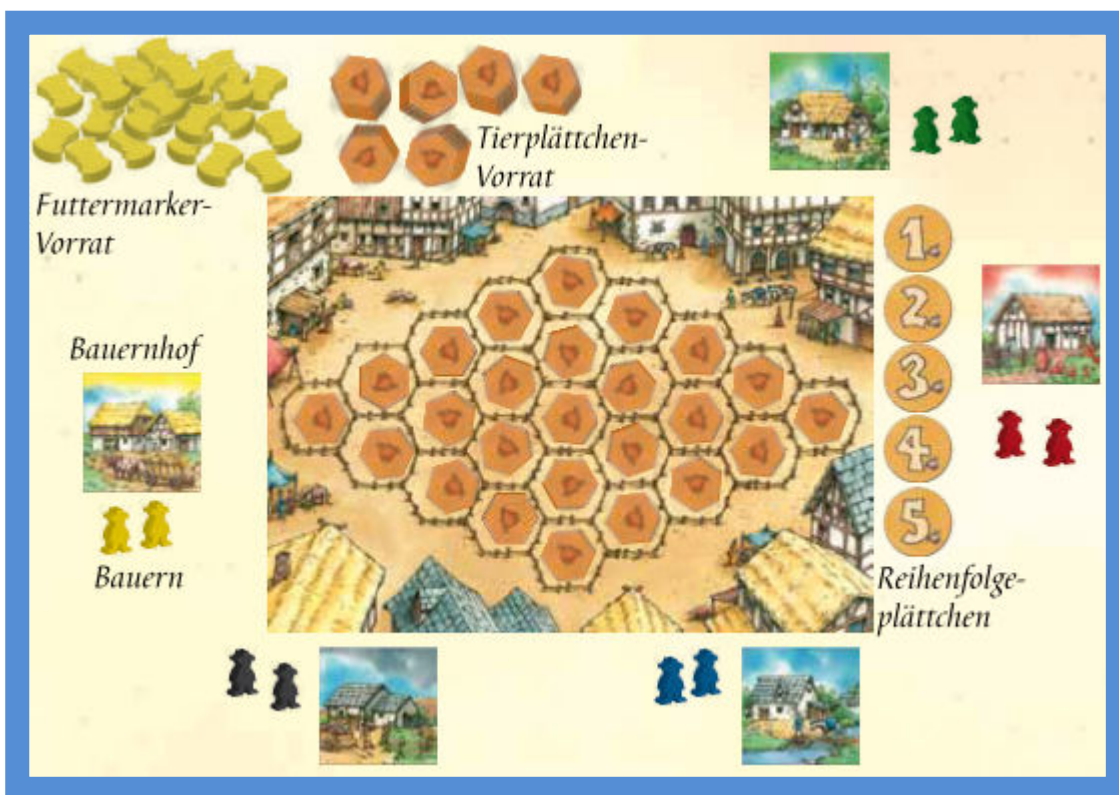 Tierplättchen-
Vorrat
Futtermarker-
Vorrat
1.
2.
3.
4.
5.
Bauernhof
Bauern
Reihenfolge-
plättchen